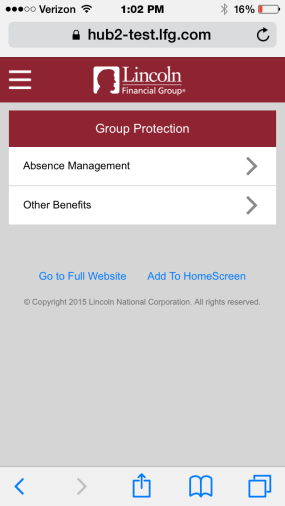 Verizon 1:02 PM 16%
hub2-test.lfg.com
Lincoln
Financial Group®
Group Protection
Absence Management
Other Benefits
Go to Full Website Add To HomeScreen
© Copyright 2015 Lincoln National Corporation. All rights reserved.